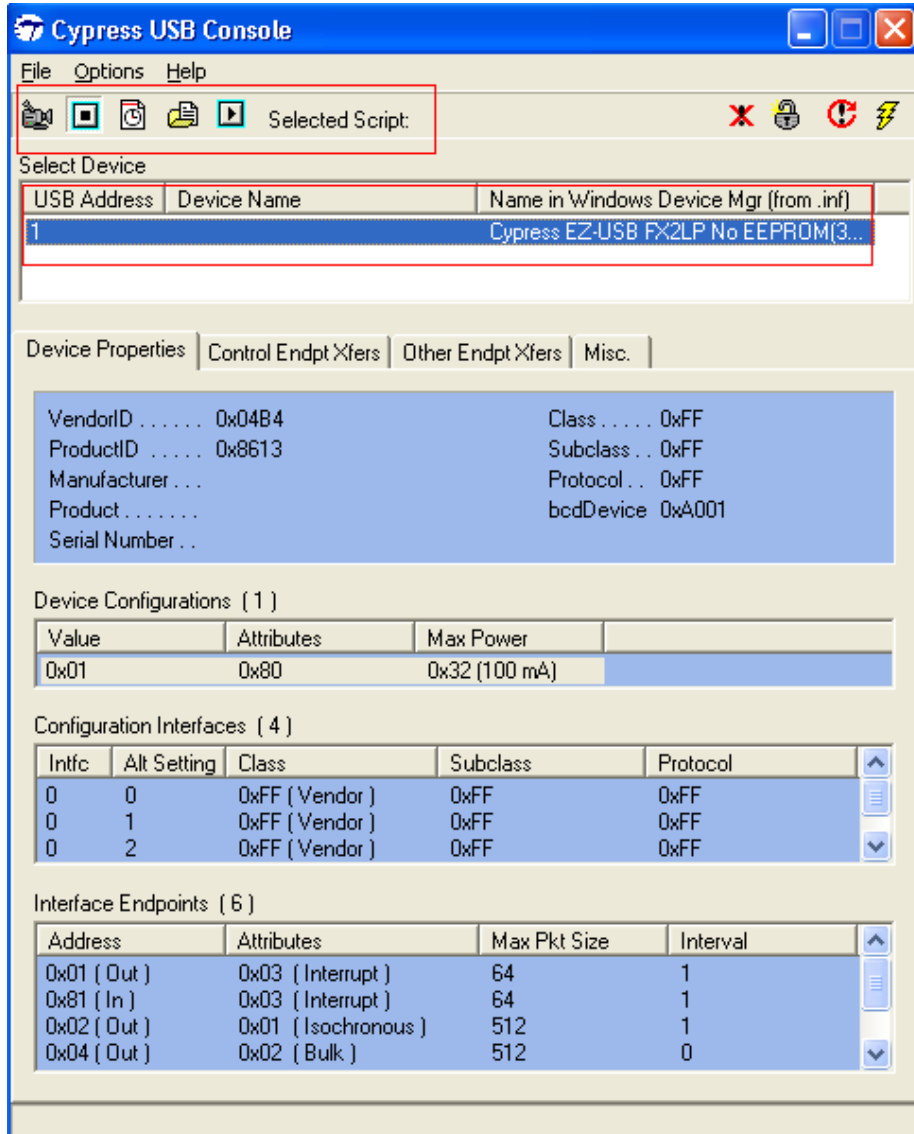 Cypress USB Console
File Options Help
Selected Script:
Select Device
USB Address Device Name Name in Windows Device Mgr (from .inf)
1 Cypress EZ-USB FX2LP No EEPROM(3...
Device Properties Control Endpt Xfers Other Endpt Xfers Misc.
VendorID . . . . . . 0x04B4 Class . . . . . 0xFF
ProductID . . . . . 0x8613 Subclass . . 0xFF
Manufacturer . . . Protocol . . 0xFF
Product . . . . . . . bcdDevice 0xA001
Serial Number . .
Device Configurations ( 1 )
Value Attributes Max Power
0x01 0x80 0x32 (100 mA)
Configuration Interfaces ( 4 )
Intfc Alt Setting Class Subclass Protocol
0 0 0xFF ( Vendor ) 0xFF 0xFF
0 1 0xFF ( Vendor ) 0xFF 0xFF
0 2 0xFF ( Vendor ) 0xFF 0xFF
Interface Endpoints ( 6 )
Address Attributes Max Pkt Size Interval
0x01 ( Out ) 0x03 ( Interrupt ) 64 1
0x81 ( In ) 0x03 ( Interrupt ) 64 1
0x02 ( Out ) 0x01 ( Isochronous ) 512 1
0x04 ( Out ) 0x02 ( Bulk ) 512 0